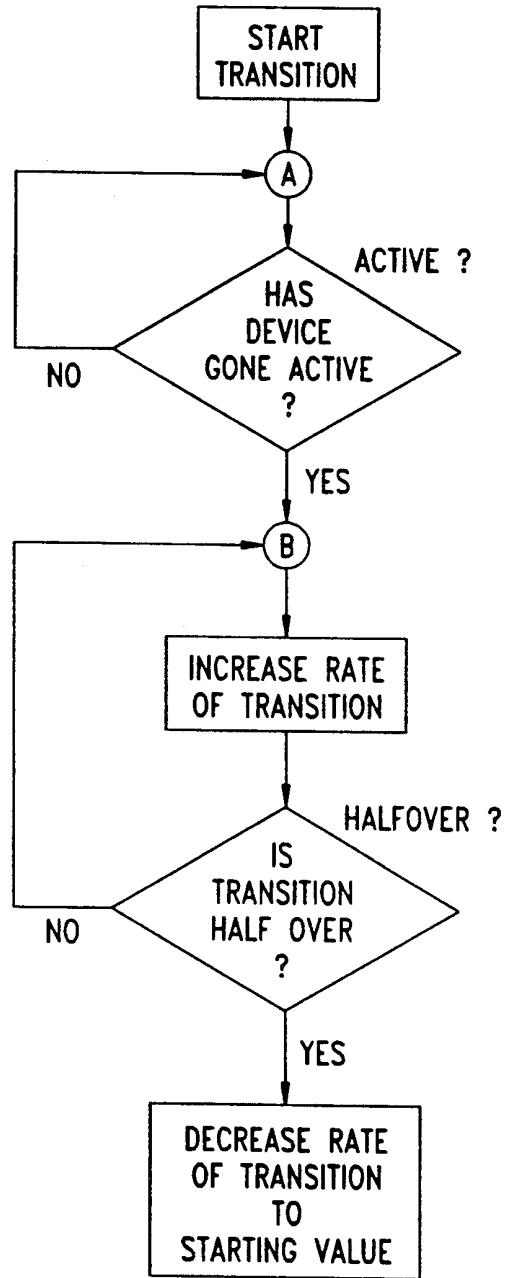 START
TRANSITION
A
ACTIVE ?
HAS
DEVICE
GONE ACTIVE
?
NO
YES
B
INCREASE RATE
OF TRANSITION
HALFOVER ?
IS
TRANSITION
HALF OVER
?
NO
YES
DECREASE RATE
OF TRANSITION
TO
STARTING VALUE